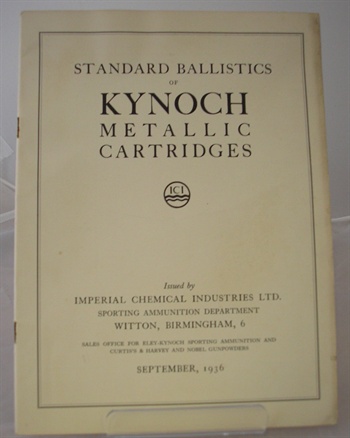 STANDARD BALLISTICS
OF
KYNOCH
METALLIC
CARTRIDGES
ICI
Issued by
IMPERIAL CHEMICAL INDUSTRIES LTD.
SPORTING AMMUNITION DEPARTMENT
WITTON, BIRMINGHAM, 6
SALES OFFICE FOR ELEY-KYNOCH SPORTING AMMUNITION AND
CURTIS'S & HARVEY AND NOBEL GUNPOWDERS
SEPTEMBER, 1936